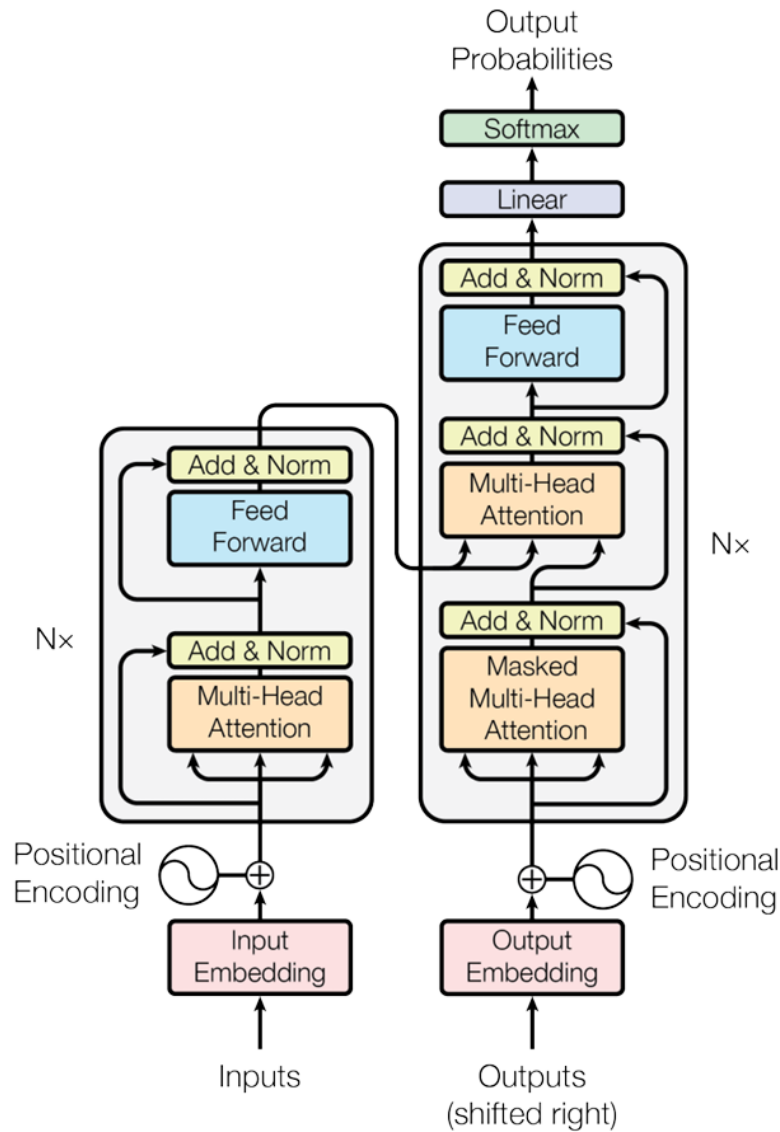 Output
Probabilities
Softmax
Linear
Add & Norm
Feed
Forward
Add & Norm
Multi-Head
Attention
Add & Norm
Masked
Multi-Head
Attention
Nx
Add & Norm
Feed
Forward
Add & Norm
Multi-Head
Attention
Nx
Positional
Encoding
Positional
Encoding
Input
Embedding
Output
Embedding
Inputs
Outputs
(shifted right)